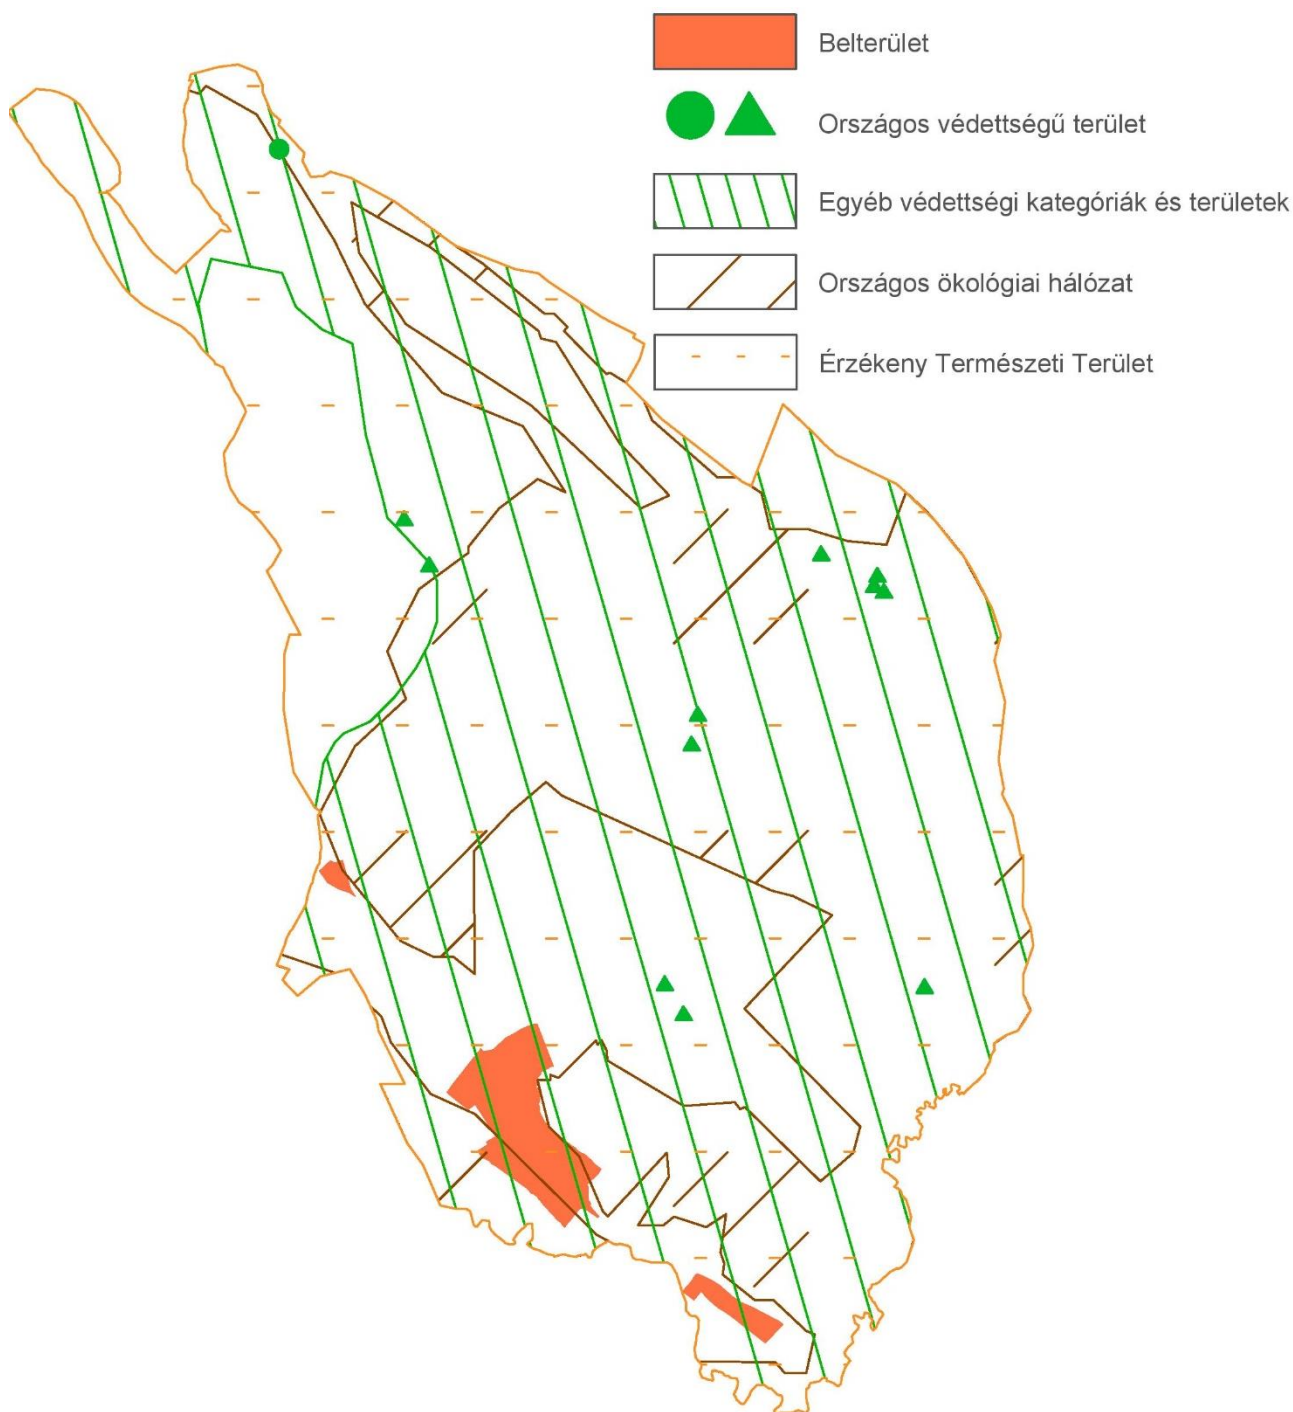 Belterület
Országos védettségű terület
Egyéb védettségi kategóriák és területek
Országos ökológiai hálózat
Érzékeny Természeti Terület